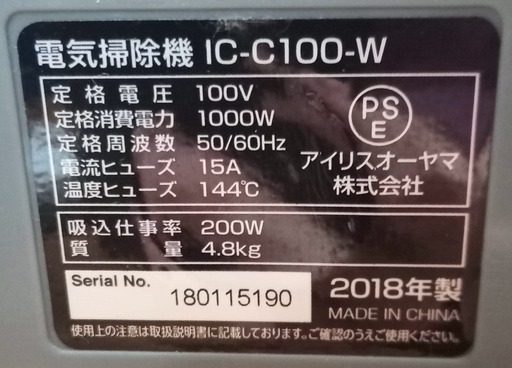 電気掃除機 IC-C100-W
定格電圧 100V
定格消費電力 1000W
定格周波数 50/60Hz
電流ヒューズ 15A
温度ヒューズ 144℃
PSE
アイリスオーヤマ
株式会社
吸込仕事率 200W
質量 4.8kg
Serial No.
180115190
2018年製
MADE IN CHINA
使用上の注意は取扱説明書に記載しております。ご確認のうえご使用ください。